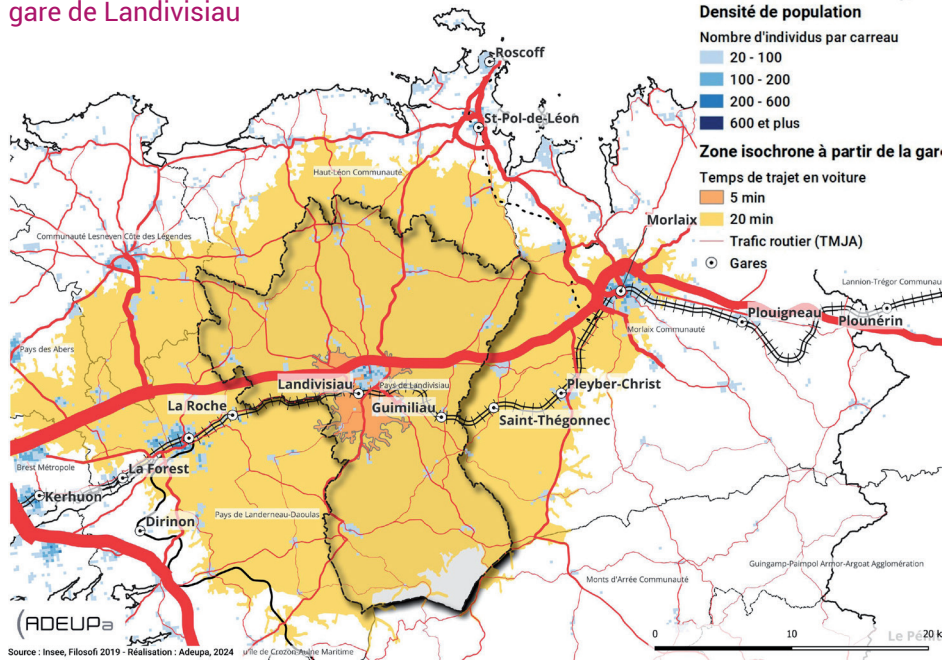 gare de Landivisiau
Densité de population
Nombre d'individus par carreau
20 - 100
100 - 200
200 - 600
600 et plus
Zone isochrone à partir de la gare
Temps de trajet en voiture
5 min
20 min
Trafic routier (TMJA)
Gares
Roscoff
St-Pol-de-Léon
Haut-Léon Communauté
Morlaix
Communauté Lesneven Côte des Légendes
Lannion-Trégor Communau
Plouigneau
Plounérin
Morlaix Communauté
Pays des Abers
Landivisiau
Pays de Landivisiau
Pleyber-Christ
La Roche
Guimiliau
Saint-Thégonnec
Brest Métropole
La Forest
Kerhuon
Dirinon
Pays de Landerneau-Daoulas
Guingamp-Paimpol Armor-Argoat Agglomération
Monts d'Arrée Communauté
ADEUPa
0
10
20 k
Source : Insee, Filosofi 2019 - Réalisation : Adeupa, 2024
île de Crozon Aulne Maritime